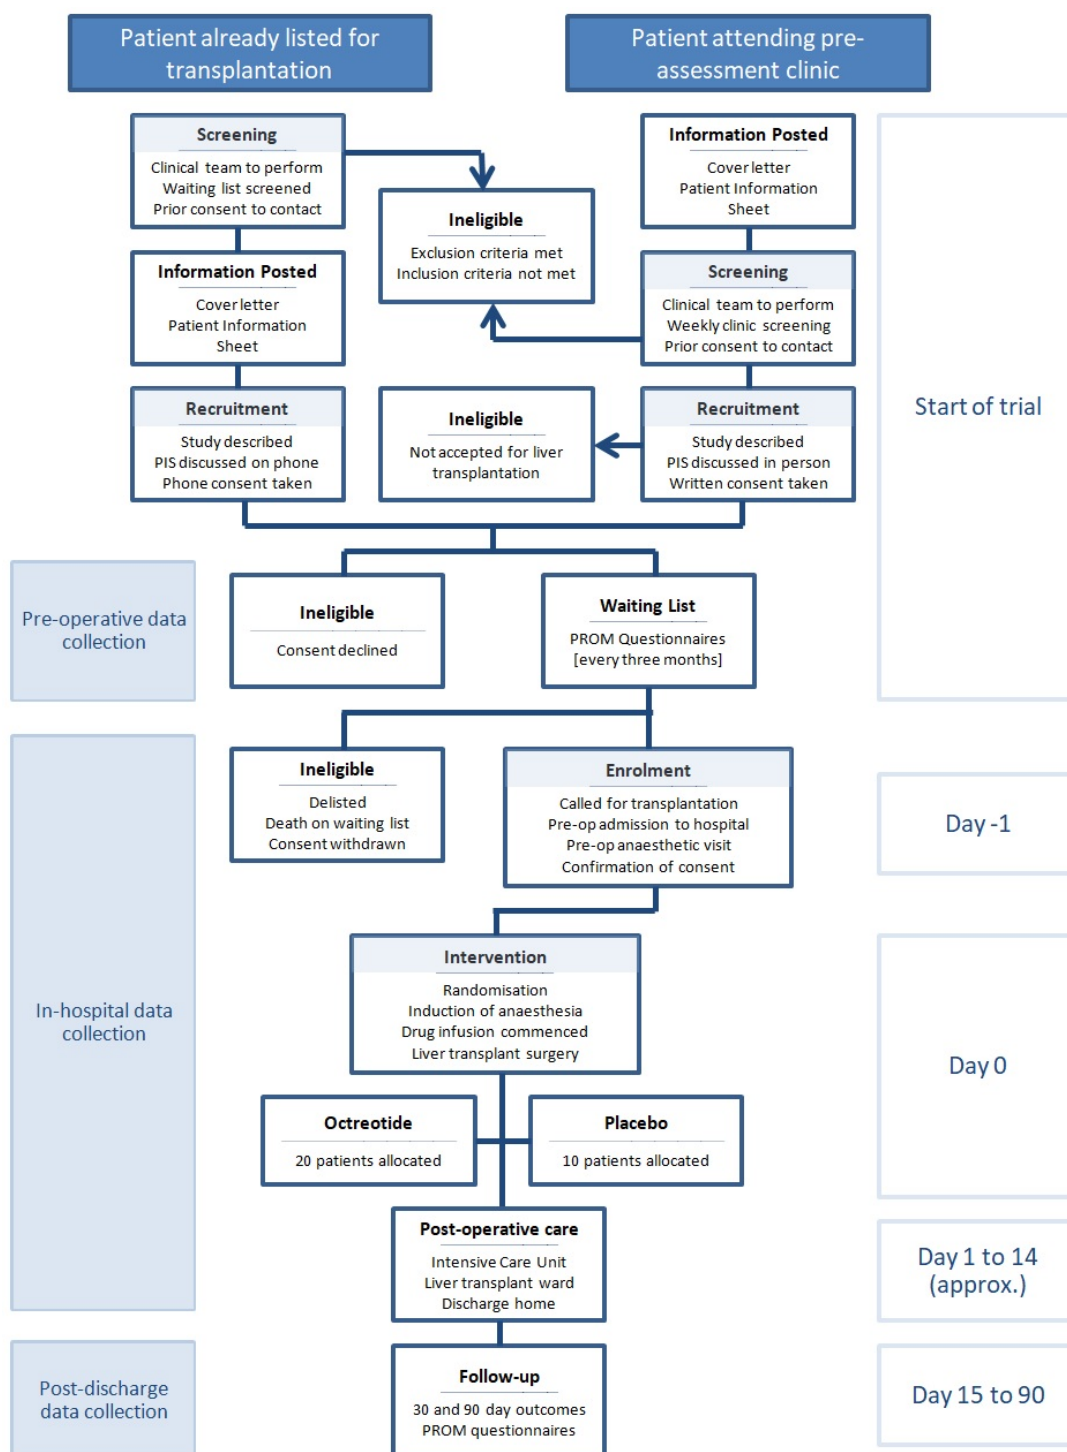 Patient already listed for
transplantation
Patient attending pre-
assessment clinic
Screening
Clinical team to perform
Waiting list screened
Prior consent to contact
Information Posted
Cover letter
Patient Information
Sheet
Ineligible
Exclusion criteria met
Inclusion criteria not met
Information Posted
Cover letter
Patient Information
Sheet
Screening
Clinical team to perform
Weekly clinic screening
Prior consent to contact
Recruitment
Study described
PIS discussed on phone
Phone consent taken
Ineligible
Not accepted for liver
transplantation
Recruitment
Study described
PIS discussed in person
Written consent taken
Start of trial
Pre-operative data
collection
Ineligible
Consent declined
Waiting List
PROM Questionnaires
[every three months]
In-hospital data
collection
Ineligible
Delisted
Death on waiting list
Consent withdrawn
Enrolment
Called for transplantation
Pre-op admission to hospital
Pre-op anaesthetic visit
Confirmation of consent
Day -1
Intervention
Randomisation
Induction of anaesthesia
Drug infusion commenced
Liver transplant surgery
Day 0
Octreotide
20 patients allocated
Placebo
10 patients allocated
Post-operative care
Intensive Care Unit
Liver transplant ward
Discharge home
Day 1 to 14
(approx.)
Post-discharge
data collection
Follow-up
30 and 90 day outcomes
PROM questionnaires
Day 15 to 90